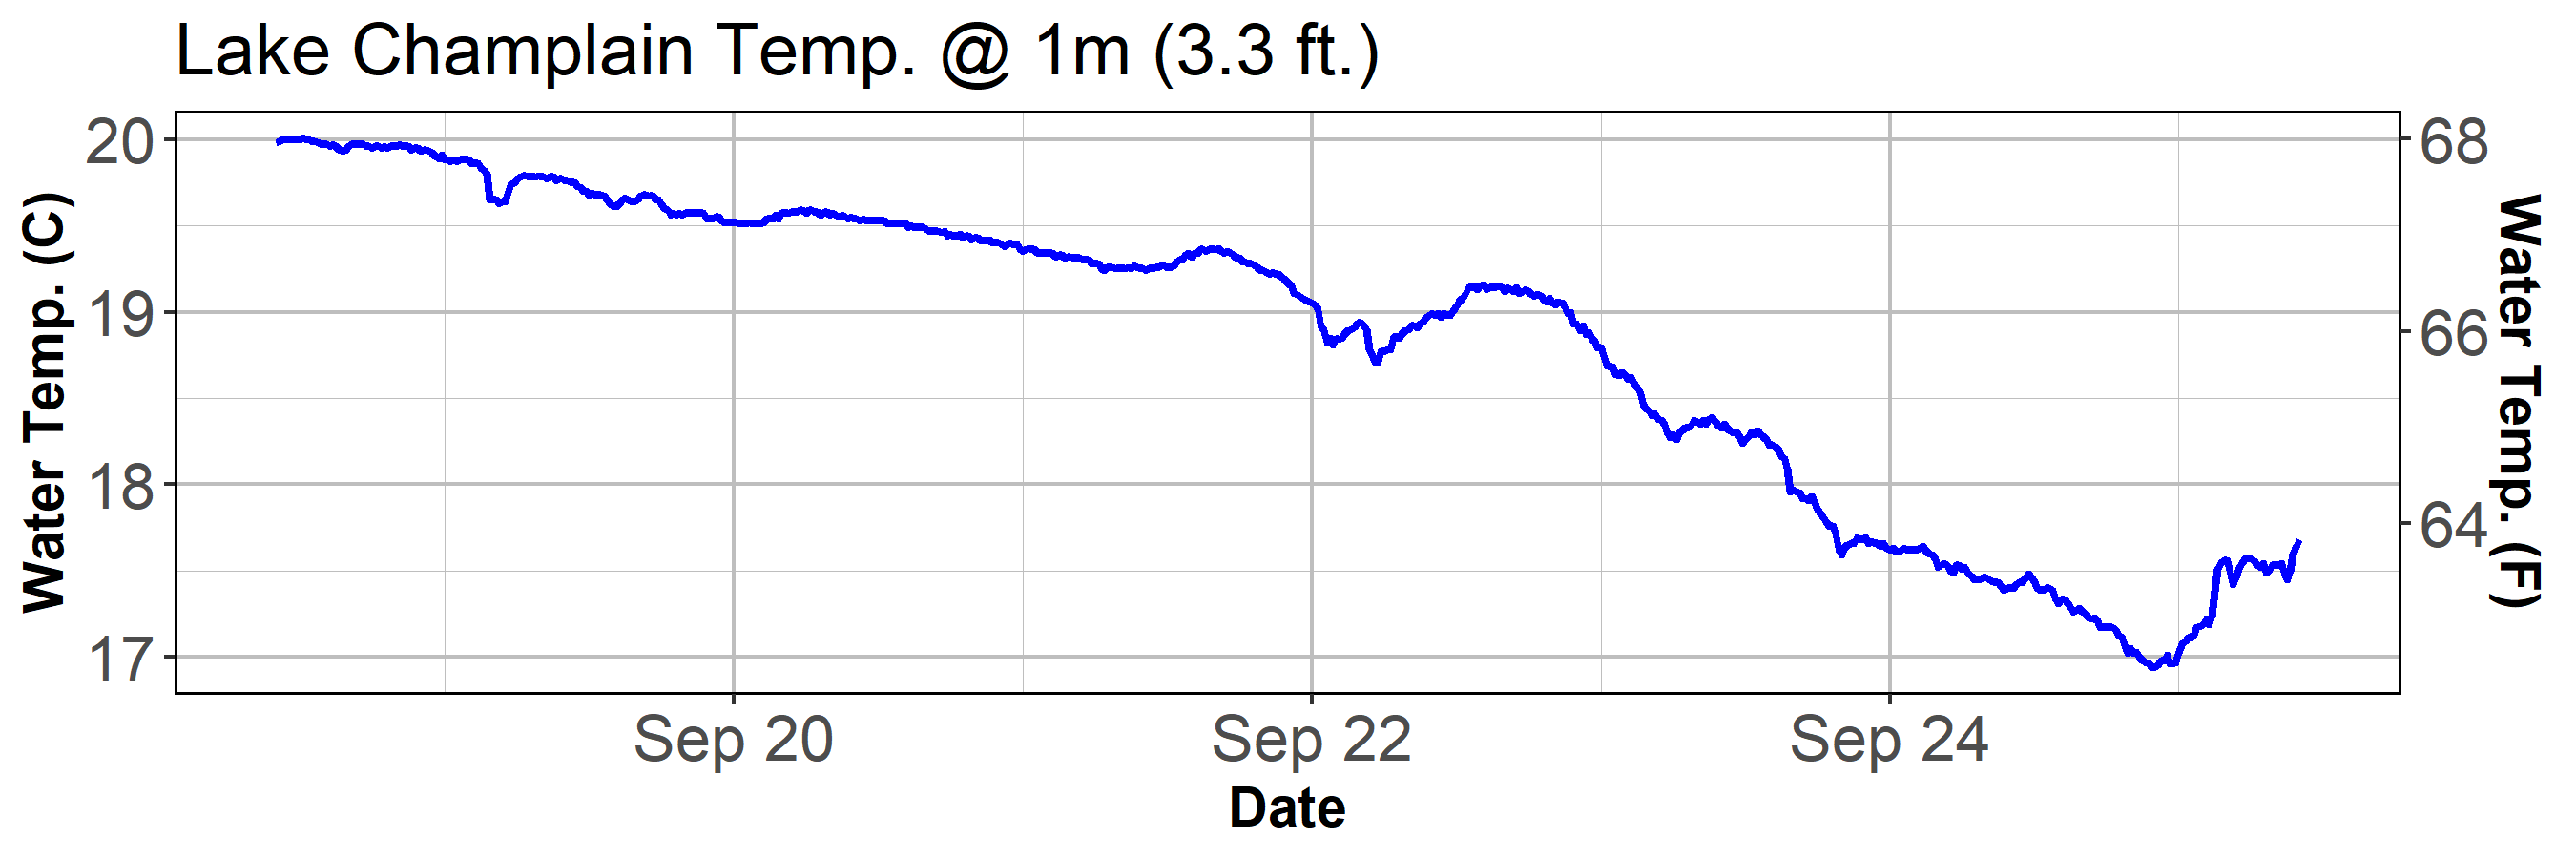 Lake Champlain Temp. @ 1m (3.3 ft.)
Water Temp. (C)
20
19
18
17
68
66
64
Water Temp. (F)
Sep 20
Sep 22
Sep 24
Date